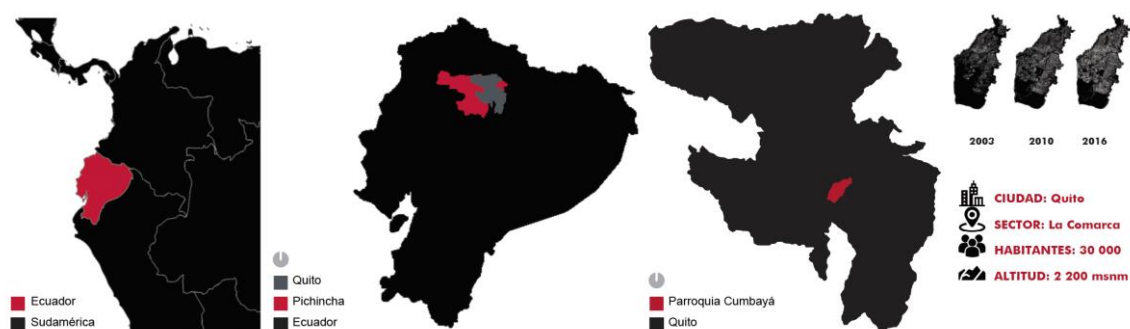 Ecuador
Sudamérica
Quito
Pichincha
Ecuador
Parroquia Cumbayá
Quito
2003
2010
2016
CIUDAD: Quito
SECTOR: La Comarca
HABITANTES: 30 000
ALTITUD: 2 200 msnm